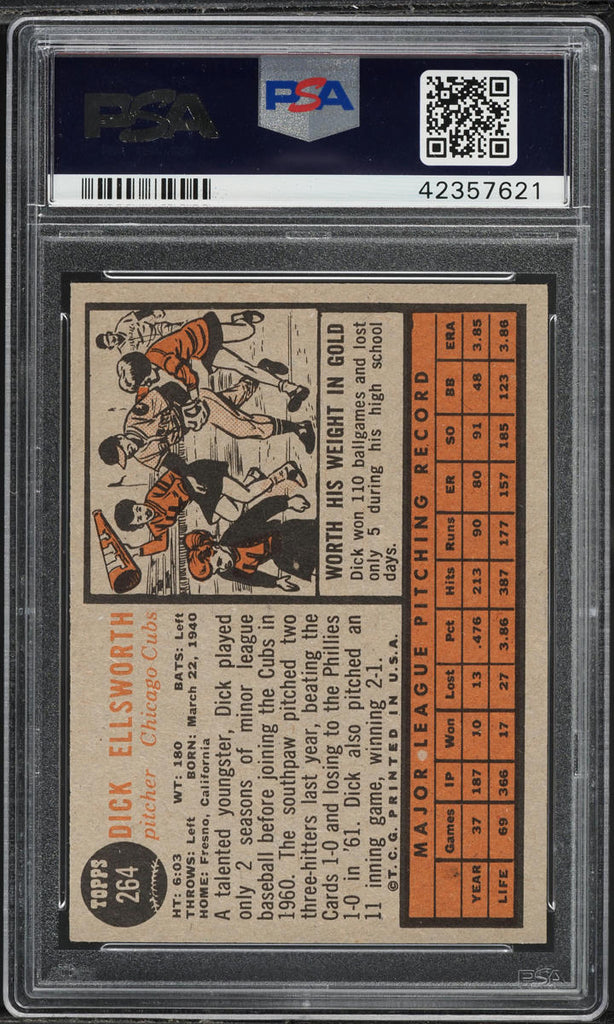 PSA
PSA
42357621
TOPPS
264
DICK ELLSWORTH
pitcher Chicago Cubs
HT: 6:03 WT: 180 BATS: Left
THROWS: Left BORN: March 22, 1940
HOME: Fresno, California
A talented youngster, Dick played
only 2 seasons of minor league
baseball before joining the Cubs in
1960. The southpaw pitched two
three-hitters last year, beating the
Cards 1-0 and losing to the Phillies
1-0 in '61. Dick also pitched an
11 inning game, winning 2-1.
©T.C.G. PRINTED IN U.S.A.
WORTH HIS WEIGHT IN GOLD
Dick won 110 ballgames and lost
only 5 during his high school
days.
MAJOR LEAGUE PITCHING RECORD
Games IP Won Lost Pct Hits Runs ER SO BB ERA
YEAR 37 187 10 13 .476 213 90 80 91 48 3.85
LIFE 69 366 17 27 3.86 387 177 157 185 123 3.86
PSA